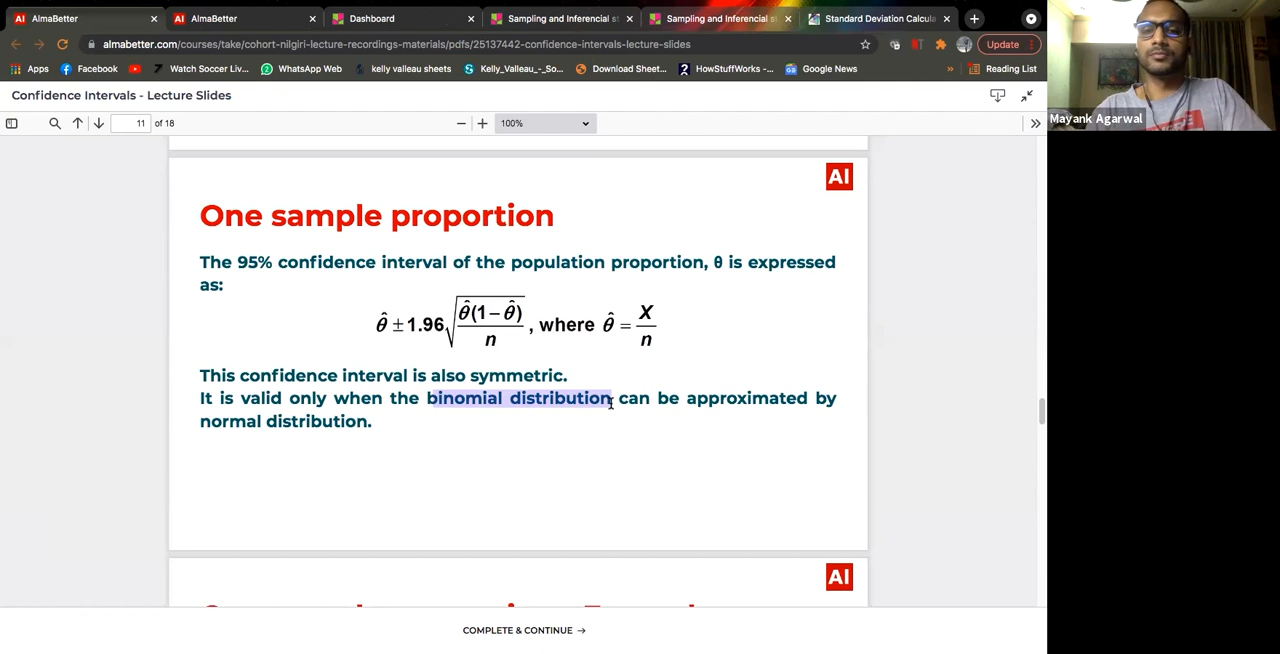 AI AlmaBetter
AI AlmaBetter
Dashboard
Sampling and Inferencial s
Sampling and Inferencial s
Standard Deviation Calcula
almabetter.com/courses/take/cohort-nilgiri-lecture-recordings-materials/pdfs/25137442-confidence-intervals-lecture-slides
Update
Apps Facebook Watch Soccer Liv... WhatsApp Web kelly valleau sheets Kelly_Valleau_-_So... Download Sheet... HowStuffWorks -... Google News » Reading List
Confidence Intervals - Lecture Slides
11 of 18
100%
Mayank Agarwal
AI
One sample proportion
The 95% confidence interval of the population proportion, θ is expressed
as:
θ̂ ± 1.96 √(θ̂(1 − θ̂)/n) , where θ̂ = X/n
This confidence interval is also symmetric.
It is valid only when the binomial distribution can be approximated by
normal distribution.
AI
COMPLETE & CONTINUE →